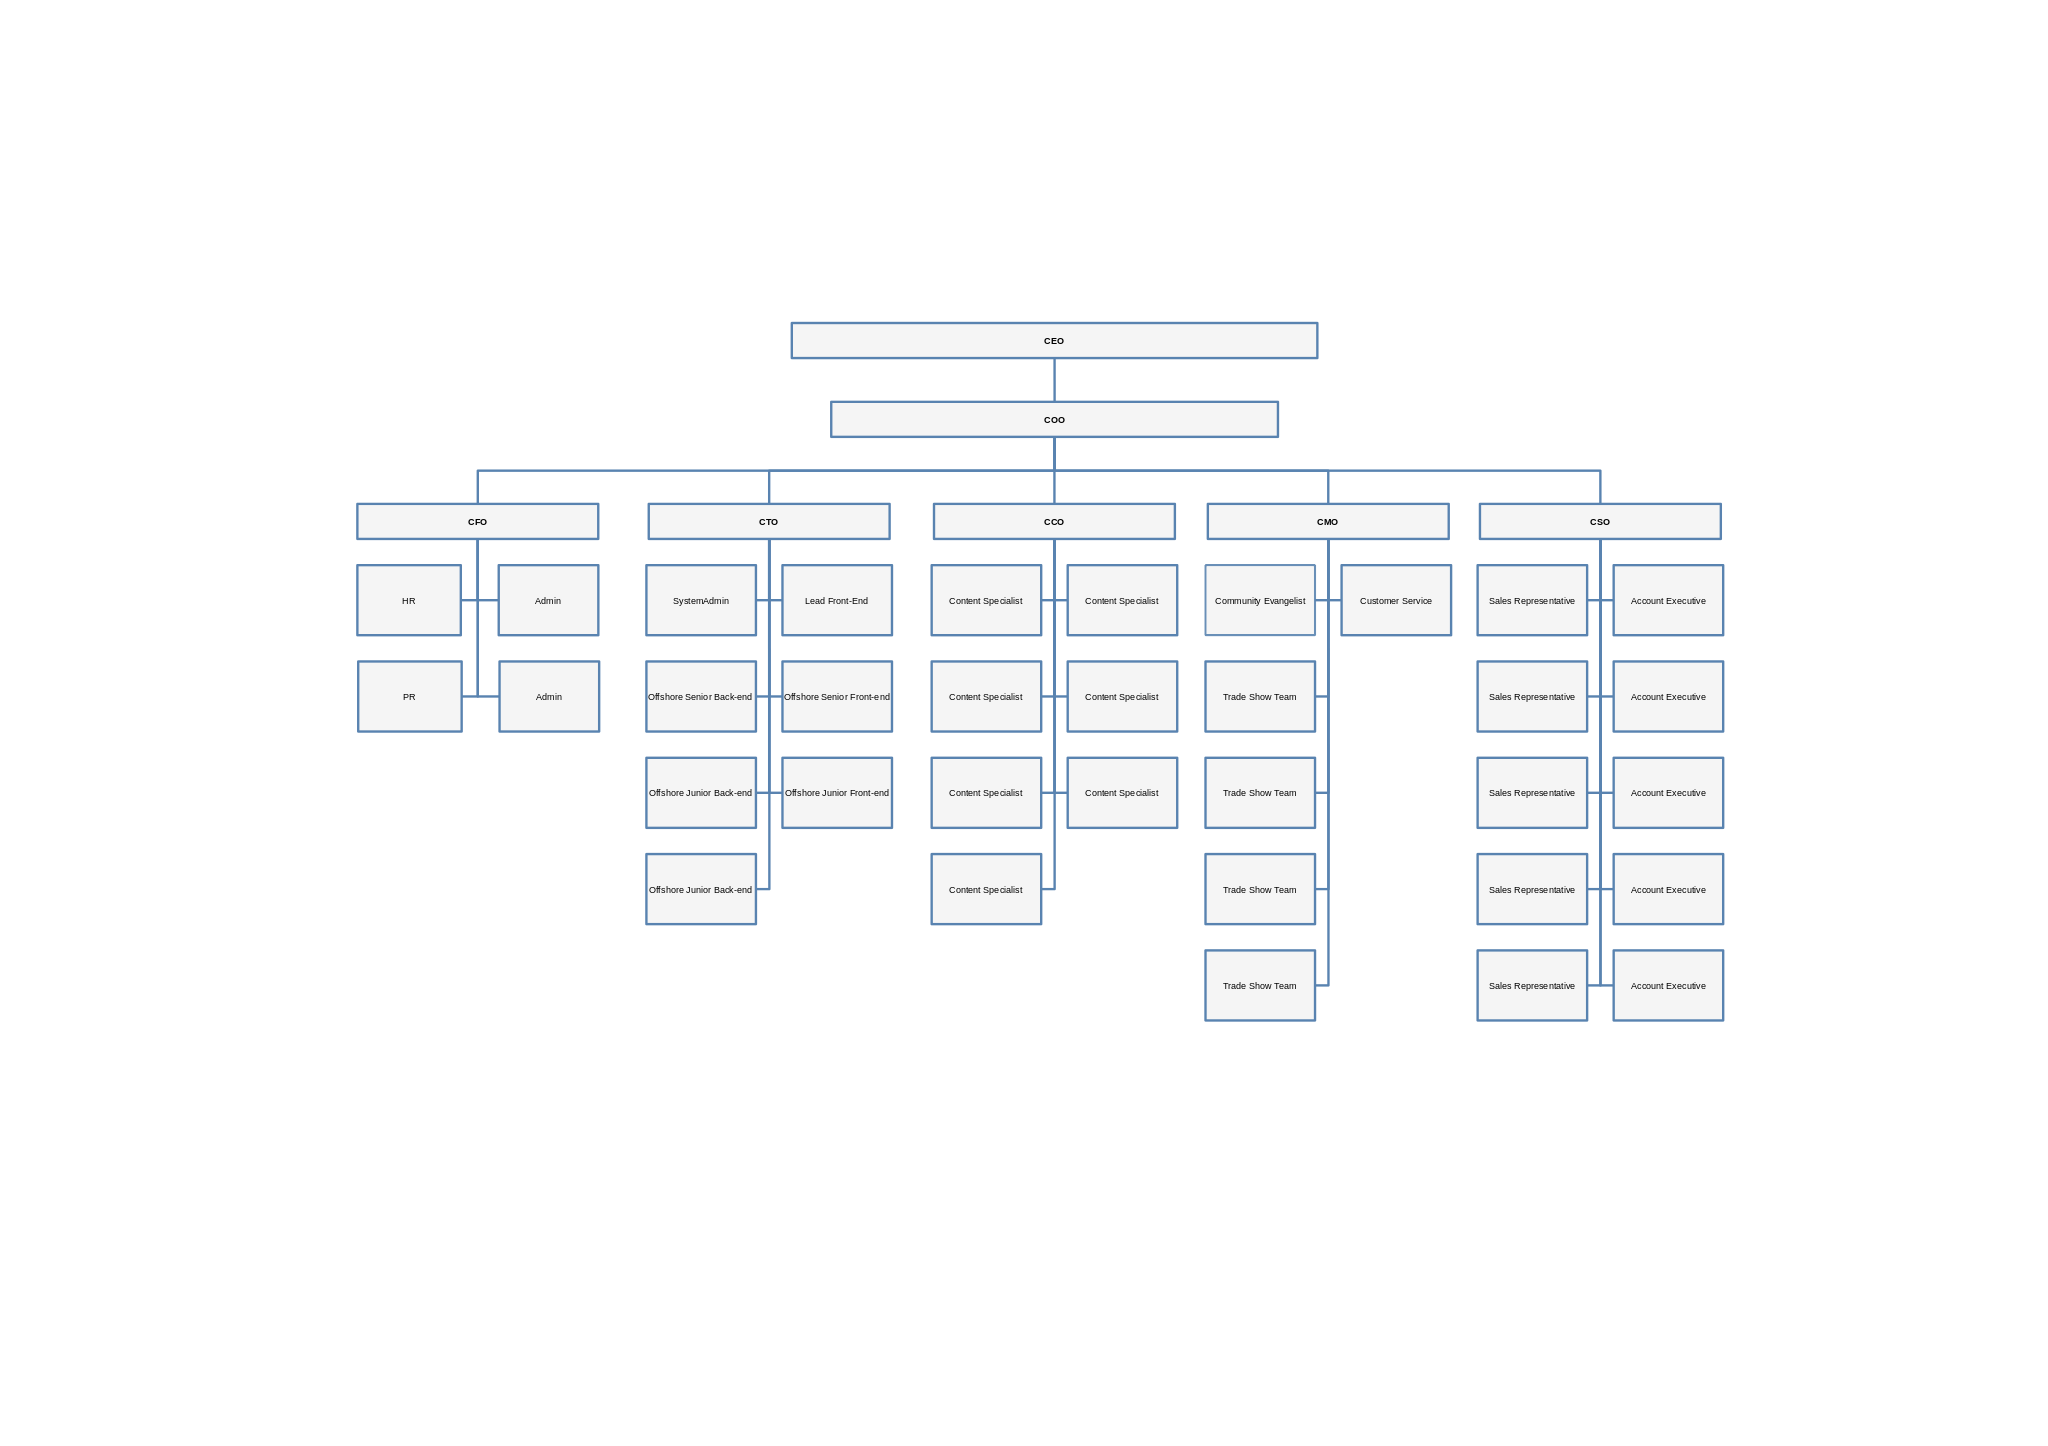 CEO
COO
CFO
CTO
CCO
CMO
CSO
HR
Admin
SystemAdmin
Lead Front-End
Content Specialist
Content Specialist
Community Evangelist
Customer Service
Sales Representative
Account Executive
PR
Admin
Offshore Senior Back-end
Offshore Senior Front-end
Content Specialist
Content Specialist
Trade Show Team
Sales Representative
Account Executive
Offshore Junior Back-end
Offshore Junior Front-end
Content Specialist
Content Specialist
Trade Show Team
Sales Representative
Account Executive
Offshore Junior Back-end
Content Specialist
Trade Show Team
Sales Representative
Account Executive
Trade Show Team
Sales Representative
Account Executive